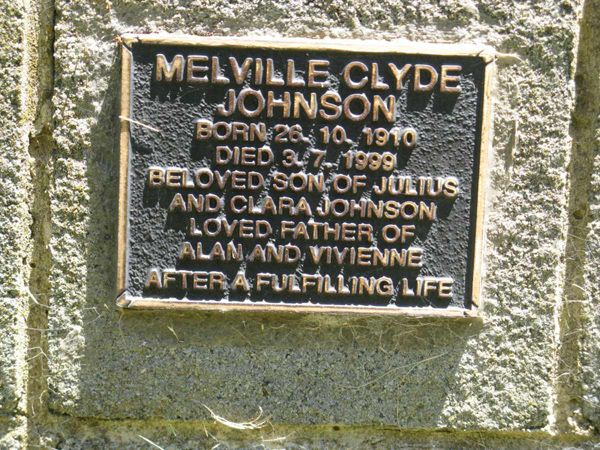 MELVILLE CLYDE
JOHNSON
BORN 26. 10. 1910
DIED 3. 7. 1999
BELOVED SON OF JULIUS
AND CLARA JOHNSON
LOVED FATHER OF
ALAN AND VIVIENNE
AFTER A FULFILLING LIFE